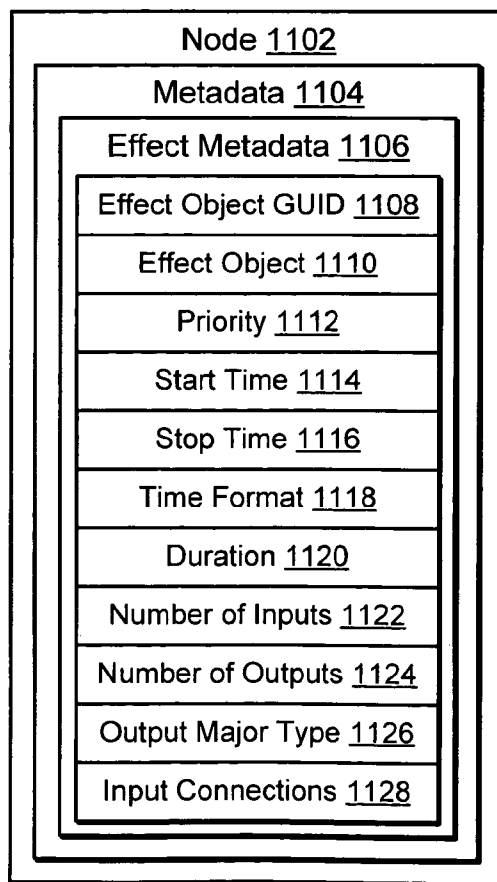 Node 1102
Metadata 1104
Effect Metadata 1106
Effect Object GUID 1108
Effect Object 1110
Priority 1112
Start Time 1114
Stop Time 1116
Time Format 1118
Duration 1120
Number of Inputs 1122
Number of Outputs 1124
Output Major Type 1126
Input Connections 1128